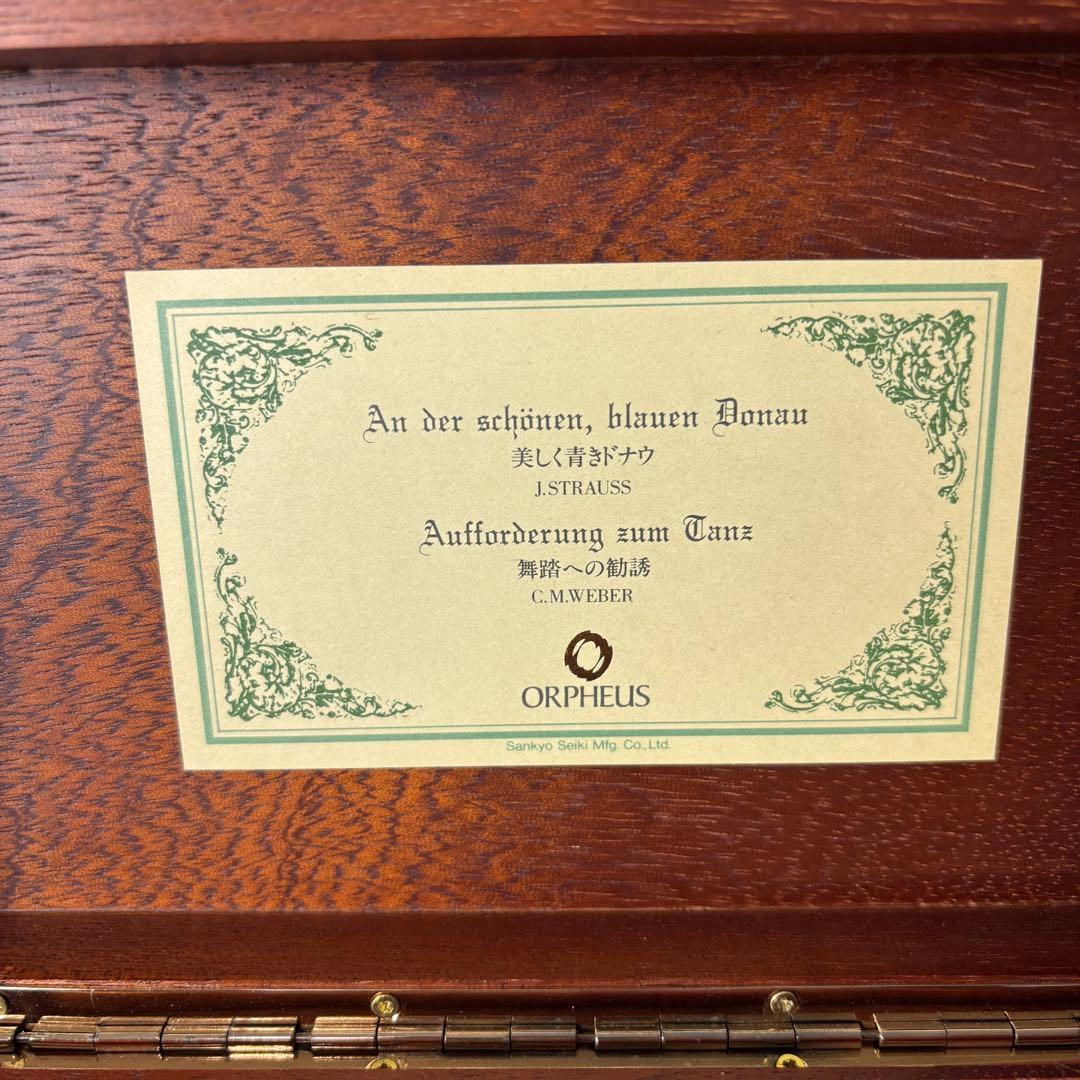 An der schönen, blauen Donau
美しく青きドナウ
J.STRAUSS
Aufforderung zum Tanz
舞踏への勧誘
C.M.WEBER
ORPHEUS
Sankyo Seiki Mfg. Co., Ltd.